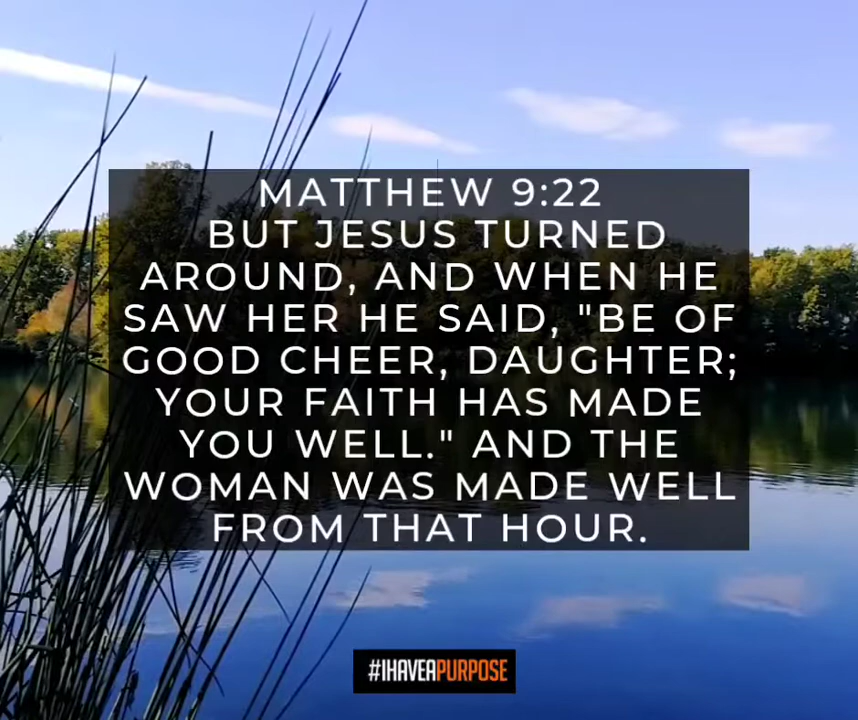 MATTHEW 9:22
BUT JESUS TURNED
AROUND, AND WHEN HE
SAW HER HE SAID, "BE OF
GOOD CHEER, DAUGHTER;
YOUR FAITH HAS MADE
YOU WELL." AND THE
WOMAN WAS MADE WELL
FROM THAT HOUR.
#IHAVEAPURPOSE